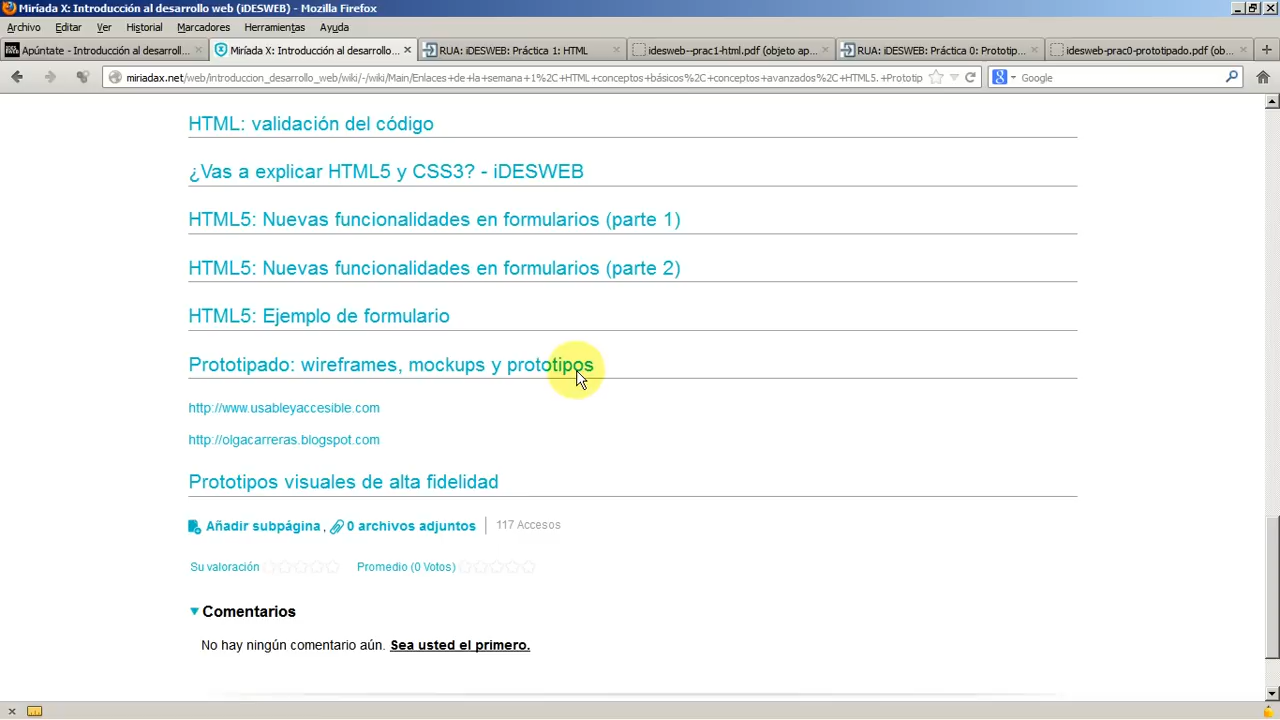 Miríada X: Introducción al desarrollo web (iDESWEB) - Mozilla Firefox
Archivo Editar Ver Historial Marcadores Herramientas Ayuda
Apúntate - Introducción al desarroll... Miríada X: Introducción al desarrollo... RUA: iDESWEB: Práctica 1: HTML idesweb--prac1-html.pdf (objeto ap... RUA: iDESWEB: Práctica 0: Prototip... idesweb-prac0-prototipado.pdf (ob...
miriadax.net/web/introduccion_desarrollo_web/wiki/-/wiki/Main/Enlaces+de+la+semana+1%2C+HTML+conceptos+básicos%2C+conceptos+avanzados%2C+HTML5.+Prototip Google
HTML: validación del código
¿Vas a explicar HTML5 y CSS3? - iDESWEB
HTML5: Nuevas funcionalidades en formularios (parte 1)
HTML5: Nuevas funcionalidades en formularios (parte 2)
HTML5: Ejemplo de formulario
Prototipado: wireframes, mockups y prototipos
http://www.usableyaccesible.com
http://olgacarreras.blogspot.com
Prototipos visuales de alta fidelidad
Añadir subpágina , 0 archivos adjuntos 117 Accesos
Su valoración Promedio (0 Votos)
Comentarios
No hay ningún comentario aún. Sea usted el primero.